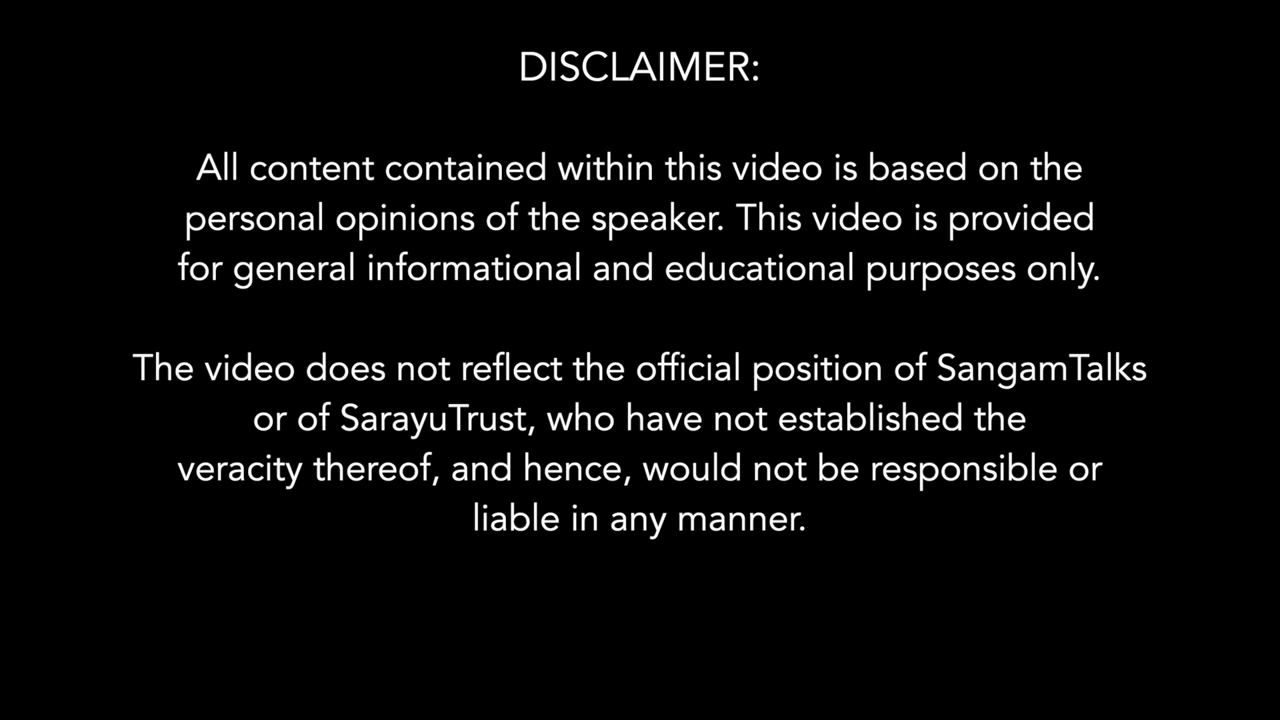 DISCLAIMER:
All content contained within this video is based on the
personal opinions of the speaker. This video is provided
for general informational and educational purposes only.
The video does not reflect the official position of SangamTalks
or of SarayuTrust, who have not established the
veracity thereof, and hence, would not be responsible or
liable in any manner.